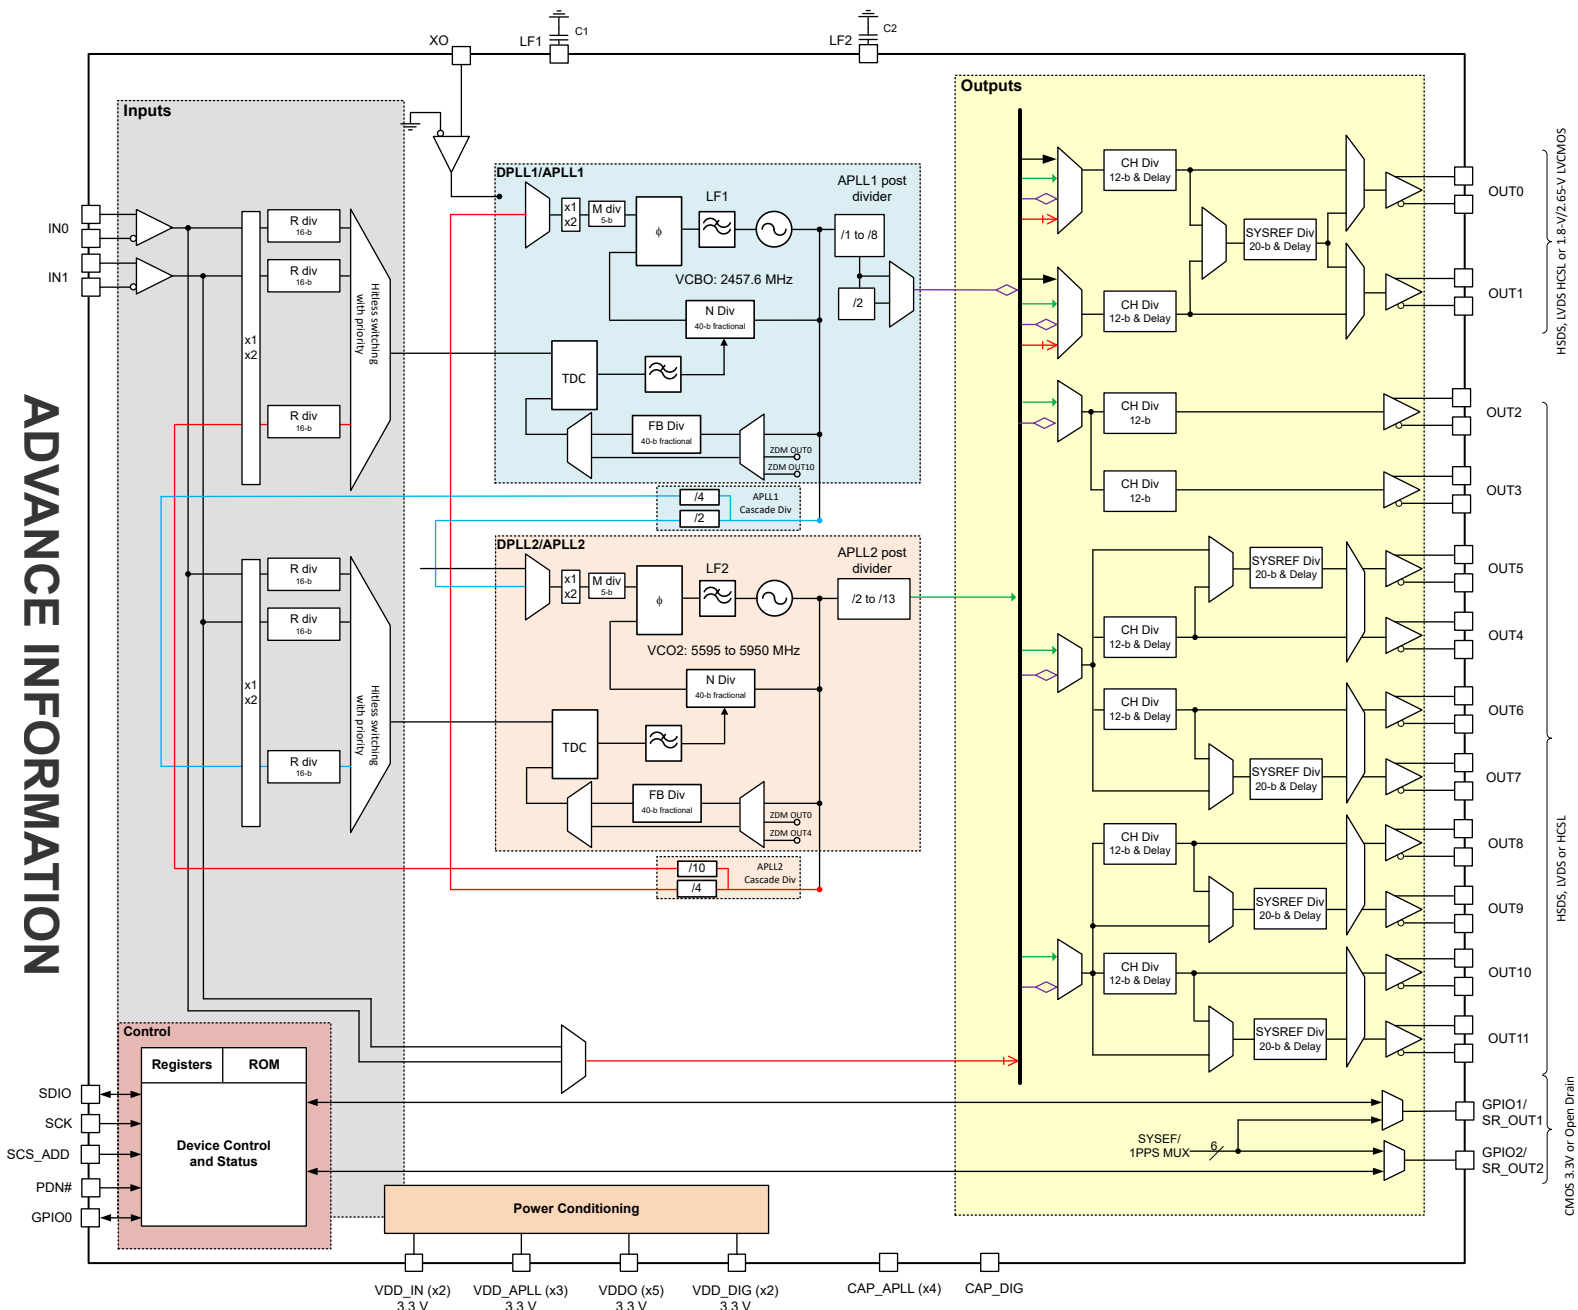 XO
LF1
C1
LF2
C2
Inputs
Outputs
DPLL1/APLL1
APLL1 post
divider
x1
x2
M div
5-b
ϕ
LF1
/1 to /8
/2
VCBO: 2457.6 MHz
N Div
40-b fractional
TDC
FB Div
40-b fractional
ZDM OUT0
ZDM OUT10
/4
/2
APLL1
Cascade Div
IN0
IN1
x1
x2
R div
16-b
R div
16-b
R div
16-b
Hitless switching
with priority
DPLL2/APLL2
APLL2 post
divider
x1
x2
M div
5-b
ϕ
LF2
/2 to /13
VCO2: 5595 to 5950 MHz
N Div
40-b fractional
TDC
FB Div
40-b fractional
ZDM OUT0
ZDM OUT4
/10
/4
APLL2
Cascade Div
x1
x2
R div
16-b
R div
16-b
R div
16-b
Hitless switching
with priority
ADVANCE INFORMATION
CH Div
12-b & Delay
SYSREF Div
20-b & Delay
CH Div
12-b & Delay
CH Div
12-b
CH Div
12-b
SYSREF Div
20-b & Delay
CH Div
12-b & Delay
CH Div
12-b & Delay
SYSREF Div
20-b & Delay
CH Div
12-b & Delay
SYSREF Div
20-b & Delay
CH Div
12-b & Delay
SYSREF Div
20-b & Delay
OUT0
OUT1
OUT2
OUT3
OUT5
OUT4
OUT6
OUT7
OUT8
OUT9
OUT10
OUT11
HSDS, LVDS HCSL or 1.8-V/2.65-V LVCMOS
HSDS, LVDS or HCSL
CMOS 3.3V or Open Drain
SYSEF/
1PPS MUX
6
GPIO1/
SR_OUT1
GPIO2/
SR_OUT2
Control
Registers
ROM
Device Control
and Status
SDIO
SCK
SCS_ADD
PDN#
GPIO0
Power Conditioning
VDD_IN (x2)
3.3 V
VDD_APLL (x3)
3.3 V
VDDO (x5)
3.3 V
VDD_DIG (x2)
3.3 V
CAP_APLL (x4)
CAP_DIG